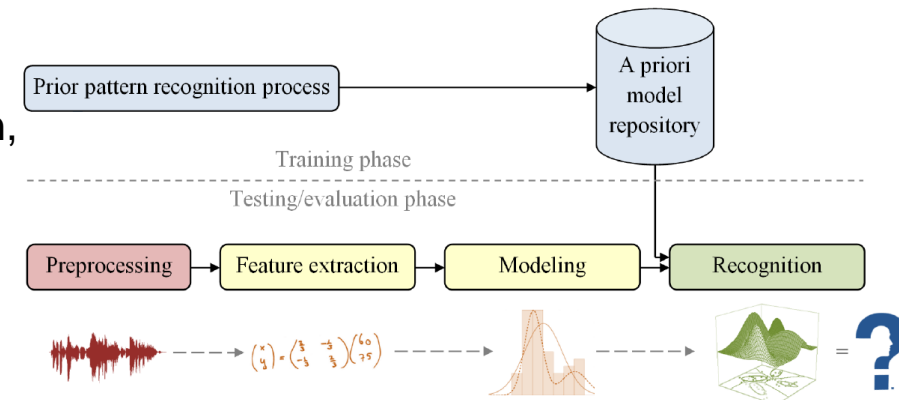 Prior pattern recognition process
A priori
model
repository
n,
Training phase
Testing/evaluation phase
Preprocessing
Feature extraction
Modeling
Recognition
= ?